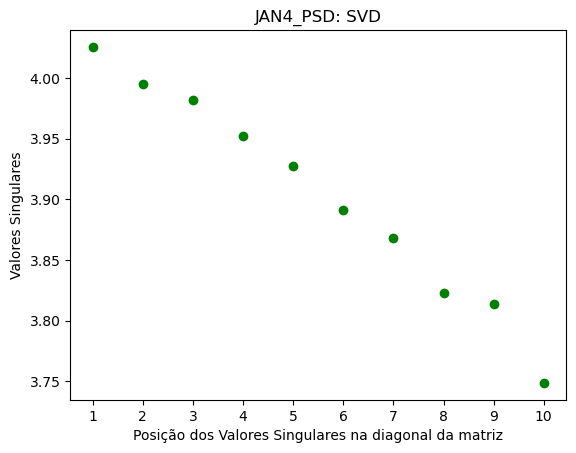 JAN4_PSD: SVD
Valores Singulares
4.00
3.95
3.90
3.85
3.80
3.75
1 2 3 4 5 6 7 8 9 10
Posição dos Valores Singulares na diagonal da matriz